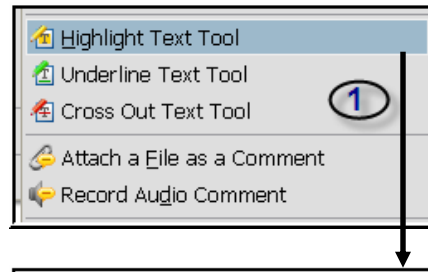 Highlight Text Tool
Underline Text Tool
1
Cross Out Text Tool
Attach a File as a Comment
Record Audio Comment